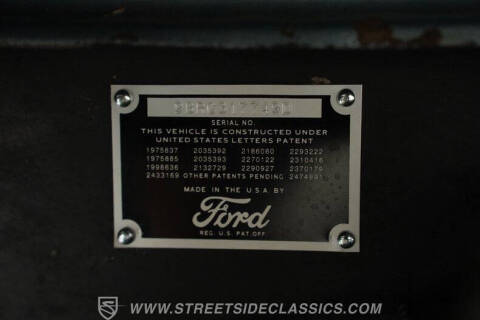 98RC317749D
SERIAL NO.
THIS VEHICLE IS CONSTRUCTED UNDER
UNITED STATES LETTERS PATENT
1975837 2035392 2186080 2293222
1975885 2035393 2270122 2310416
1998636 2132729 2290927 2370176
2433169 OTHER PATENTS PENDING 2474991
MADE IN THE U.S.A. BY
Ford
REG. U.S. PAT. OFF.
WWW.STREETSIDECLASSICS.COM